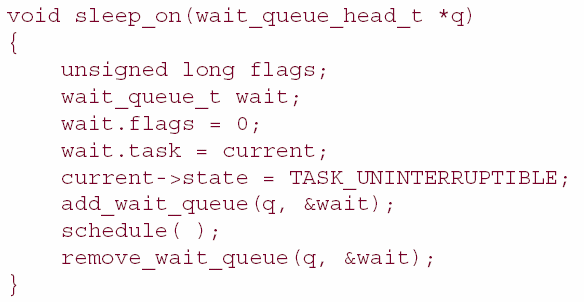 void sleep_on(wait_queue_head_t *q)
{
    unsigned long flags;
    wait_queue_t wait;
    wait.flags = 0;
    wait.task = current;
    current->state = TASK_UNINTERRUPTIBLE;
    add_wait_queue(q, &wait);
    schedule( );
    remove_wait_queue(q, &wait);
}